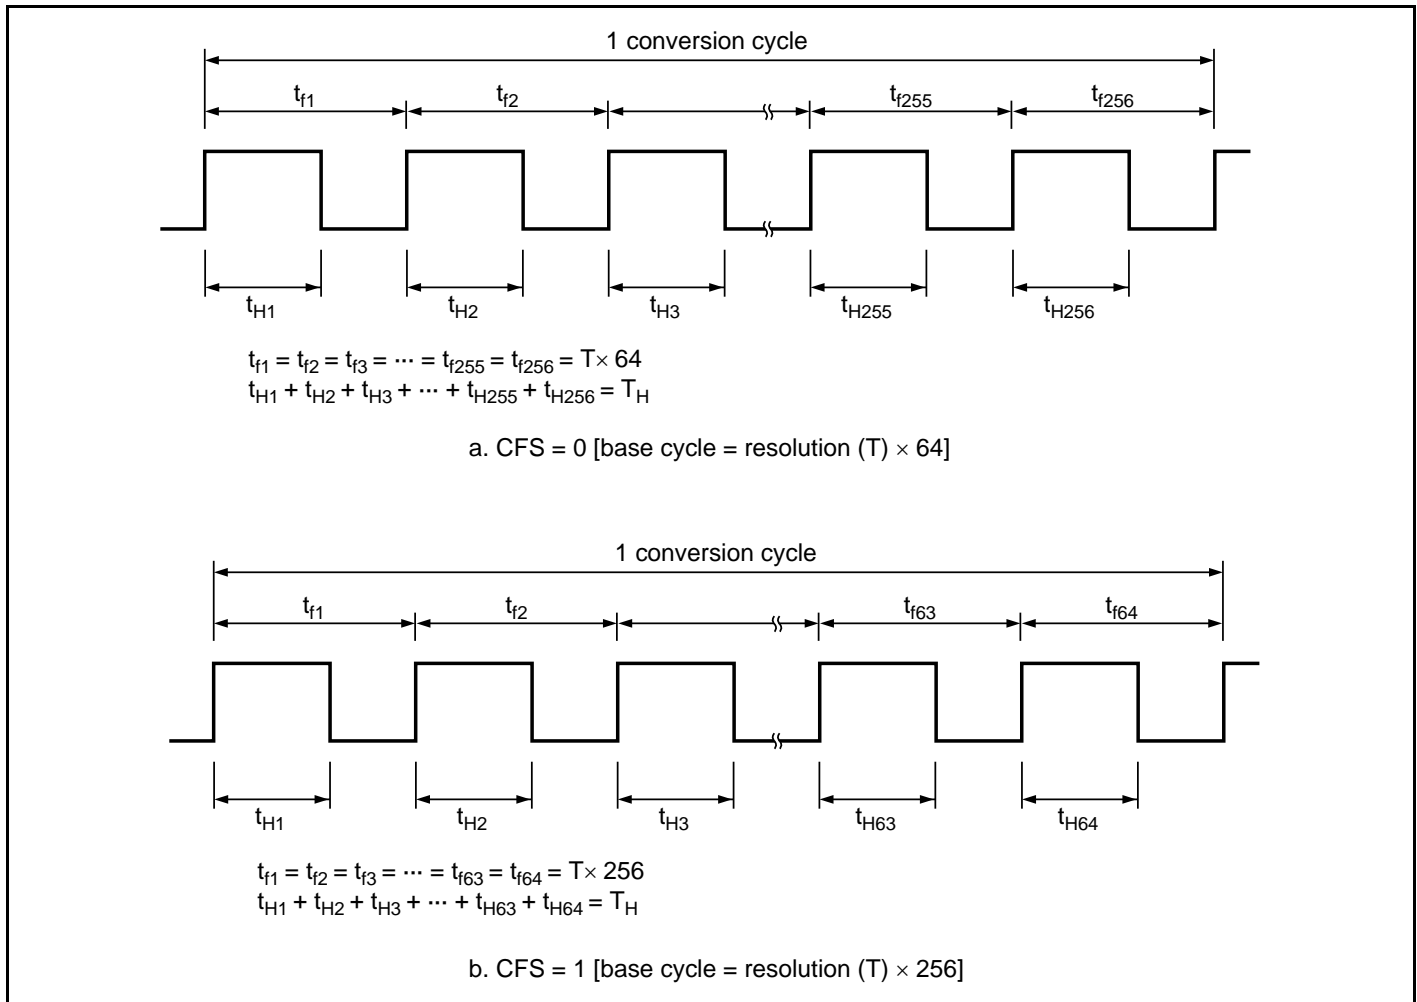 1 conversion cycle
tf1 tf2 tf255 tf256
tH1 tH2 tH3 tH255 tH256
tf1 = tf2 = tf3 = ··· = tf255 = tf256 = T× 64
tH1 + tH2 + tH3 + ··· + tH255 + tH256 = TH
a. CFS = 0 [base cycle = resolution (T) × 64]
1 conversion cycle
tf1 tf2 tf63 tf64
tH1 tH2 tH3 tH63 tH64
tf1 = tf2 = tf3 = ··· = tf63 = tf64 = T× 256
tH1 + tH2 + tH3 + ··· + tH63 + tH64 = TH
b. CFS = 1 [base cycle = resolution (T) × 256]